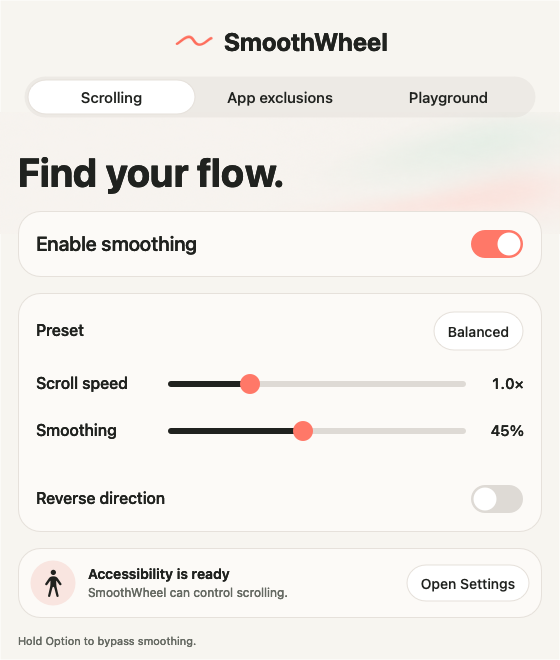 SmoothWheel
Scrolling
App exclusions
Playground
Find your flow.
Enable smoothing
Preset
Balanced
Scroll speed
1.0×
Smoothing
45%
Reverse direction
Accessibility is ready
SmoothWheel can control scrolling.
Open Settings
Hold Option to bypass smoothing.